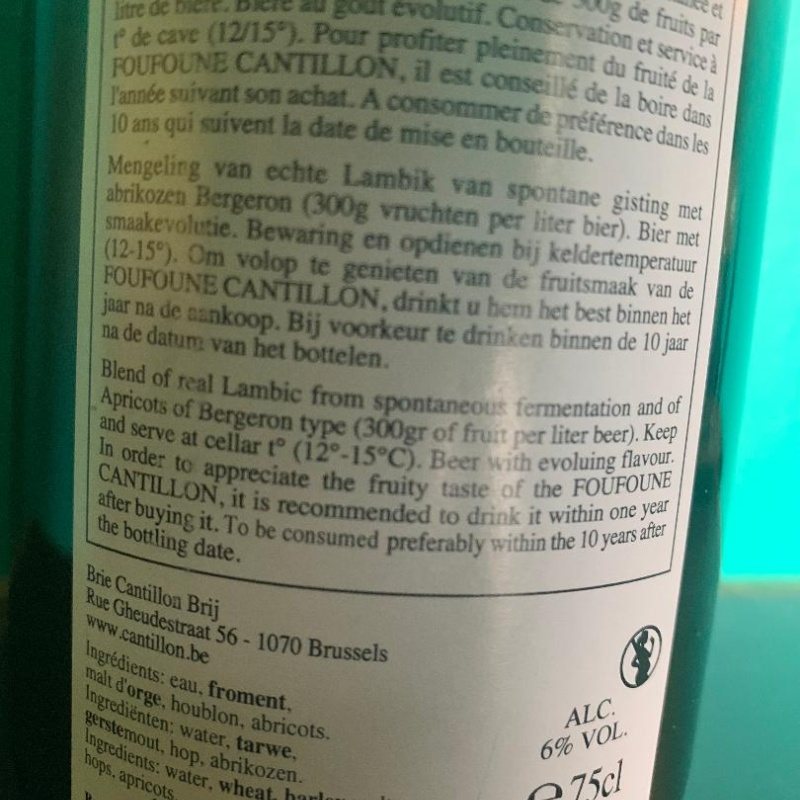 300g de fruits par
litre de bière. Bière au goût évolutif. Conservation et service à
t° de cave (12/15°). Pour profiter pleinement du fruité de la
FOUFOUNE CANTILLON, il est conseillé de la boire dans
l'année suivant son achat. A consommer de préférence dans les
10 ans qui suivent la date de mise en bouteille.
Mengeling van echte Lambik van spontane gisting met
abrikozen Bergeron (300g vruchten per liter bier). Bier met
smaakevolutie. Bewaring en opdienen bij keldertemperatuur
(12-15°). Om volop te genieten van de fruitsmaak van de
FOUFOUNE CANTILLON, drinkt u hem het best binnen het
jaar na de aankoop. Bij voorkeur te drinken binnen de 10 jaar
na de datum van het bottelen.
Blend of real Lambic from spontaneous fermentation and of
Apricots of Bergeron type (300gr of fruit per liter beer). Keep
and serve at cellar t° (12°-15°C). Beer with evoluing flavour.
In order to appreciate the fruity taste of the FOUFOUNE
CANTILLON, it is recommended to drink it within one year
after buying it. To be consumed preferably within the 10 years after
the bottling date.
Brie Cantillon Brij
Rue Gheudestraat 56 - 1070 Brussels
www.cantillon.be
Ingrédients: eau, froment,
malt d'orge, houblon, abricots.
Ingrediënten: water, tarwe,
gerstemout, hop, abrikozen.
Ingredients: water, wheat,
hops, apricots.
ALC.
6% VOL.
75cl